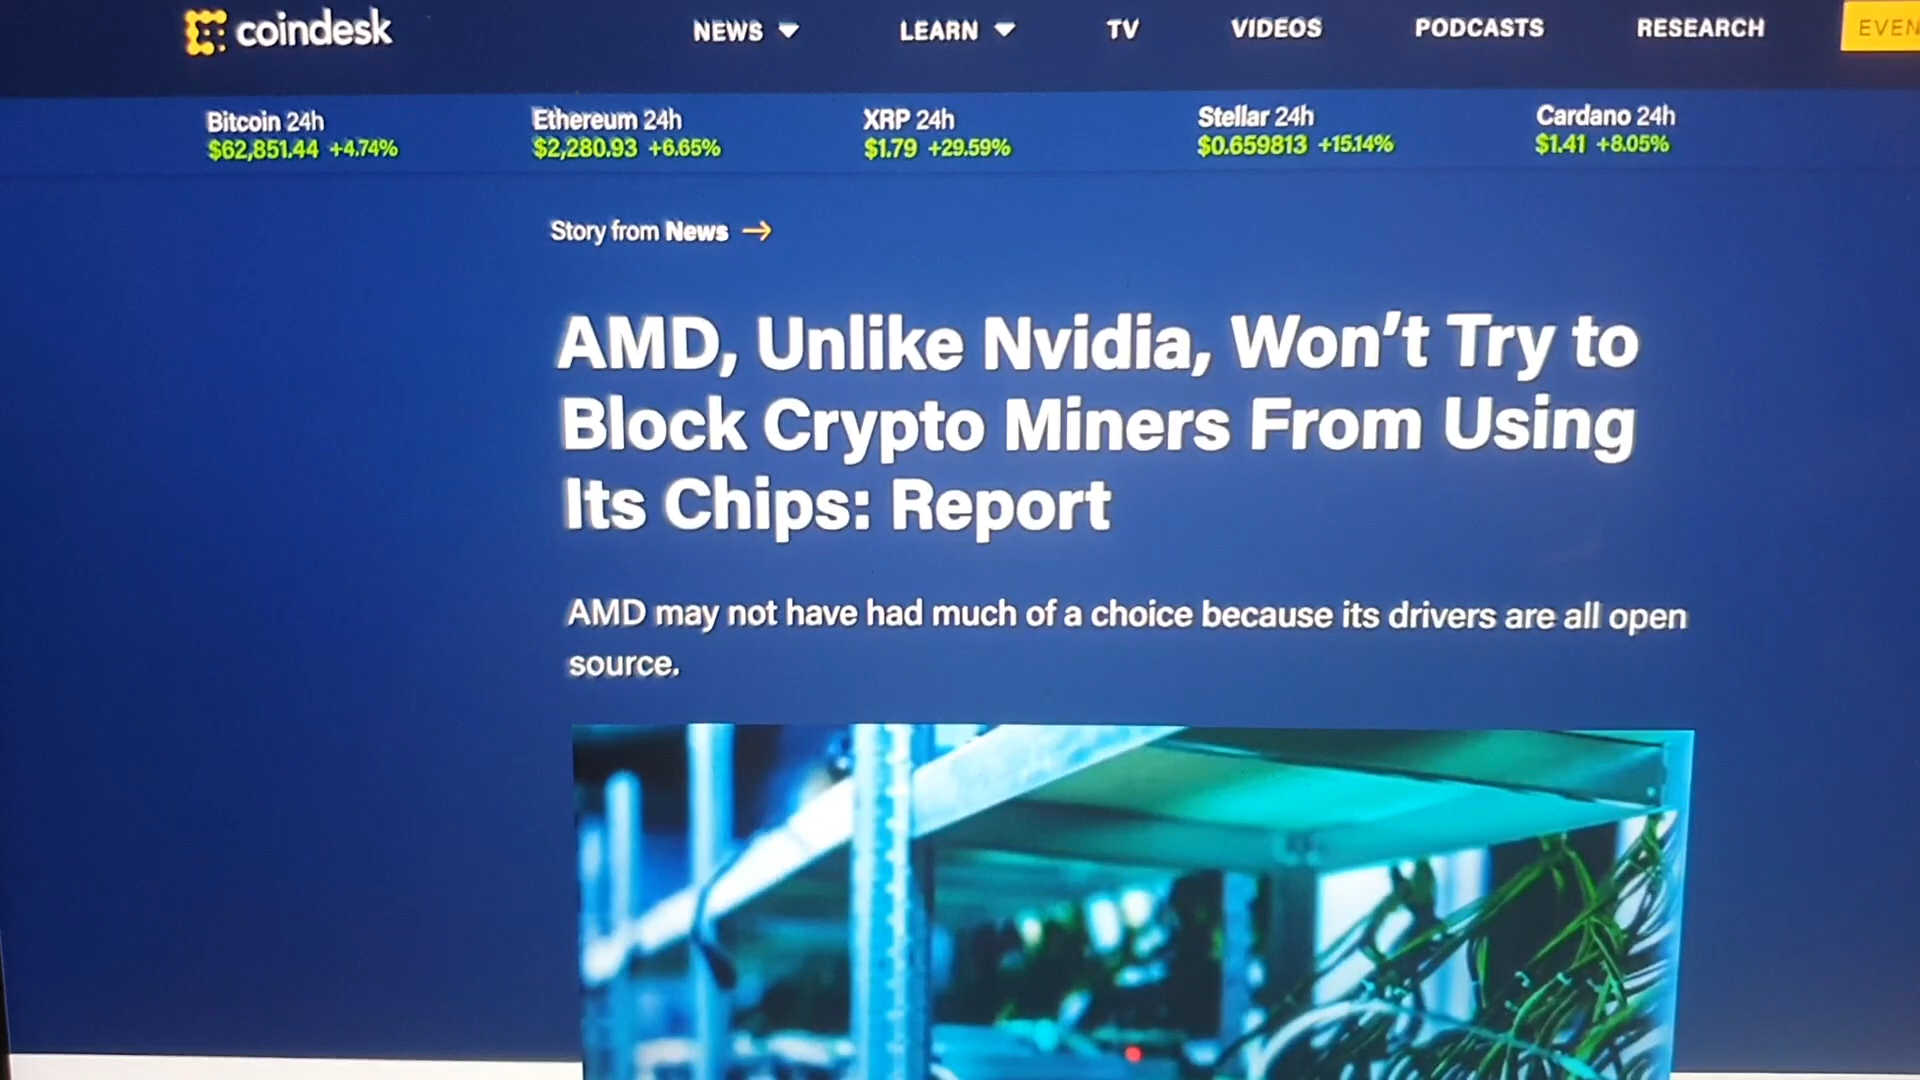 coindesk
NEWS LEARN TV VIDEOS PODCASTS RESEARCH EVEN
Bitcoin 24h
$62,851.44 +4.74%
Ethereum 24h
$2,280.93 +6.65%
XRP 24h
$1.79 +29.59%
Stellar 24h
$0.659813 +15.14%
Cardano 24h
$1.41 +8.05%
Story from News →
AMD, Unlike Nvidia, Won’t Try to
Block Crypto Miners From Using
Its Chips: Report
AMD may not have had much of a choice because its drivers are all open
source.